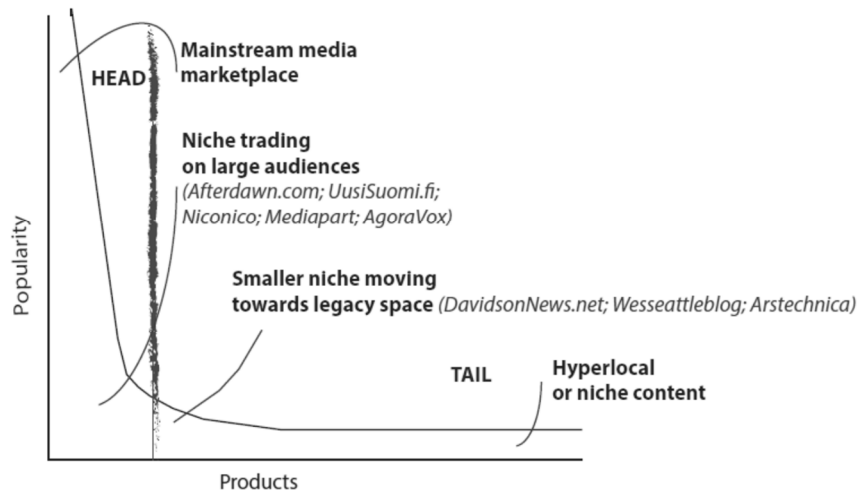 Mainstream media
marketplace
HEAD
Niche trading
on large audiences
(Afterdawn.com; UusiSuomi.fi;
Niconico; Mediapart; AgoraVox)
Popularity
Smaller niche moving
towards legacy space (DavidsonNews.net; Wesseattleblog; Arstechnica)
TAIL
Hyperlocal
or niche content
Products